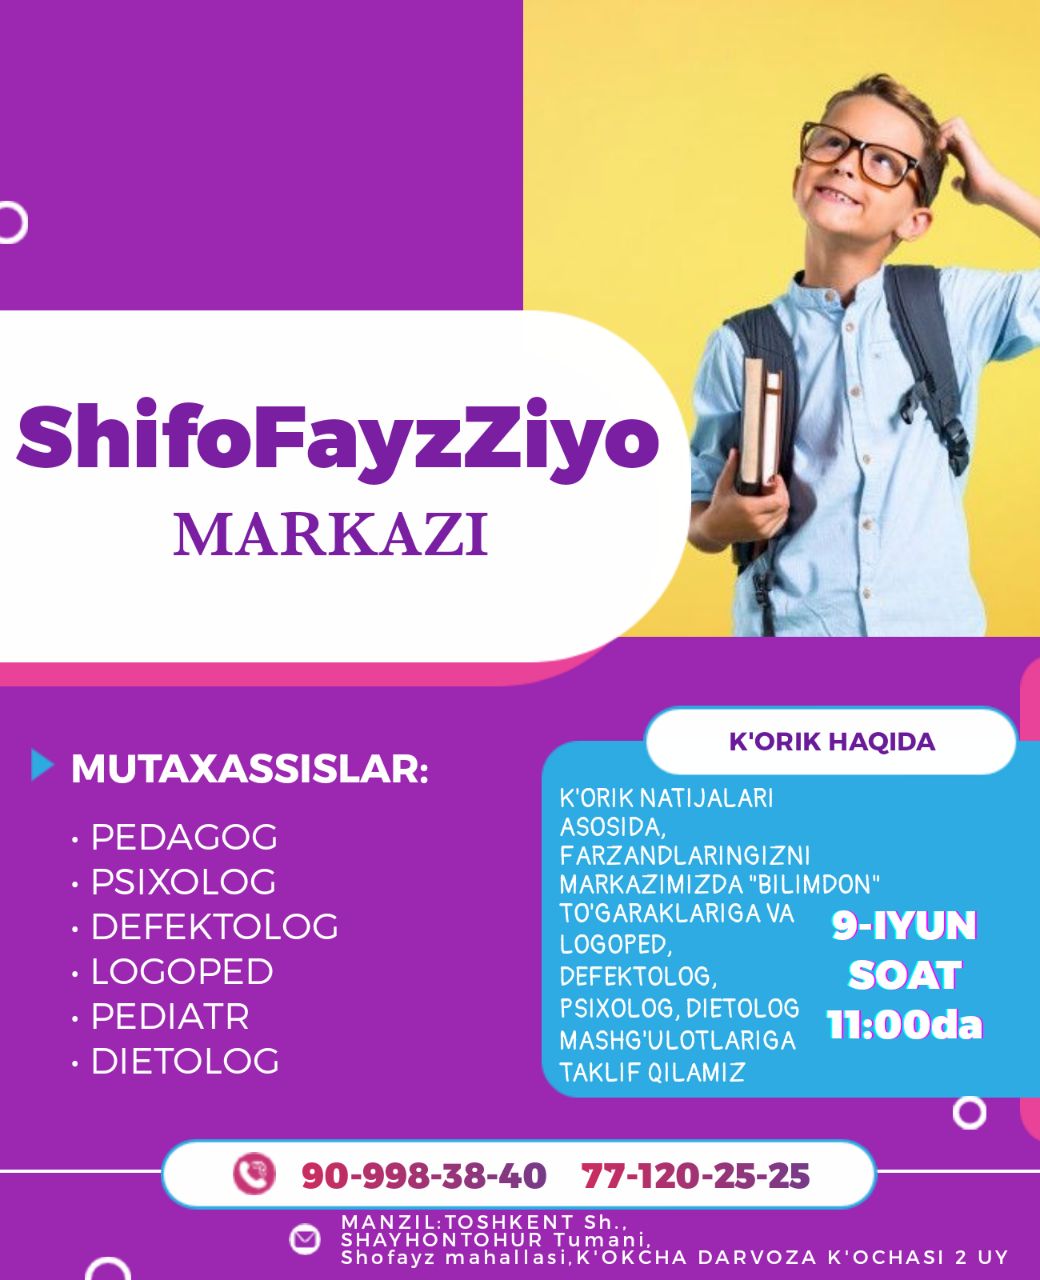 ShifoFayzZiyo
MARKAZI
MUTAXASSISLAR:
• PEDAGOG
• PSIXOLOG
• DEFEKTOLOG
• LOGOPED
• PEDIATR
• DIETOLOG
K'ORIK HAQIDA
K'ORIK NATIJALARI
ASOSIDA,
FARZANDLARINGIZNI
MARKAZIMIZDA "BILIMDON"
TO'GARAKLARIGA VA
LOGOPED,
DEFEKTOLOG,
PSIXOLOG, DIETOLOG
MASHG'ULOTLARIGA
TAKLIF QILAMIZ
9-IYUN
SOAT
11:00da
90-998-38-40 77-120-25-25
MANZIL:TOSHKENT Sh.,
SHAYHONTOHUR Tumani,
Shofayz mahallasi,K'OKCHA DARVOZA K'OCHASI 2 UY